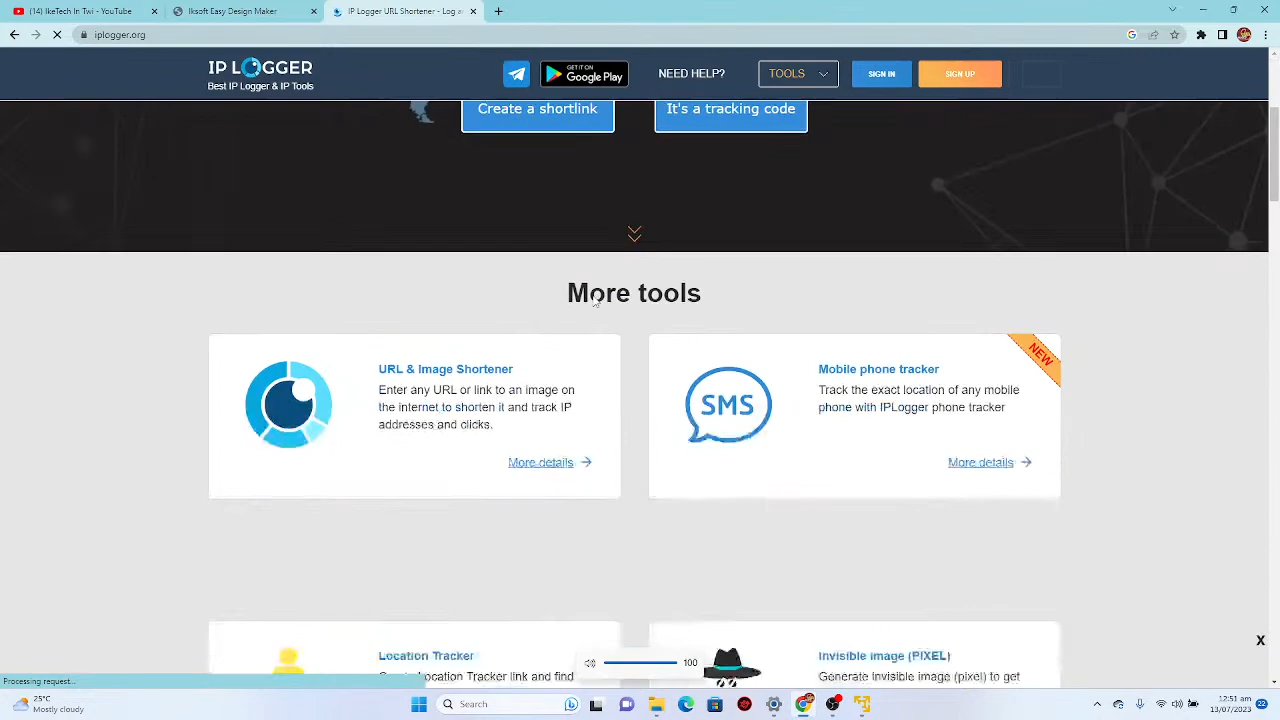 (14) IkeTech In Twi - YouTube
Iksoft Easy Design Maker
IP Logger URL Shortener - Log a
iplogger.org
IP LOGGER
Best IP Logger & IP Tools
GET IT ON
Google Play
NEED HELP?
TOOLS
SIGN IN
SIGN UP
Create a shortlink
It's a tracking code
More tools
URL & Image Shortener
Enter any URL or link to an image on
the internet to shorten it and track IP
addresses and clicks.
More details
NEW
SMS
Mobile phone tracker
Track the exact location of any mobile
phone with IPLogger phone tracker
More details
X
Location Tracker
Location Tracker link and find
100
Invisible image (PIXEL)
Generate invisible image (pixel) to get
Processing request...
25°C
Mostly cloudy
Search
12:51 am
13/07/2023